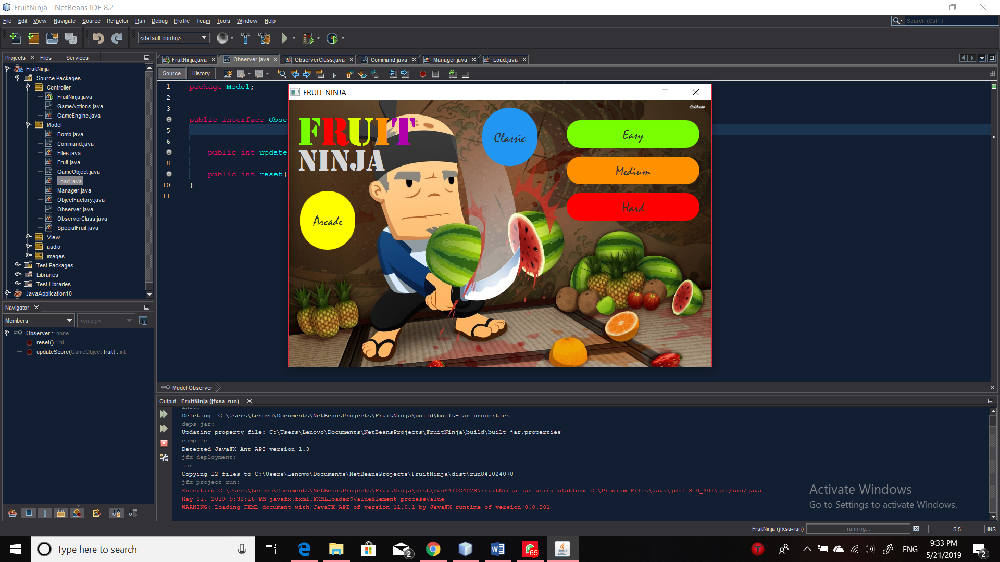 FruitNinja - NetBeans IDE 8.2
File Edit View Navigate Source Refactor Run Debug Profile Team Tools Window Help
Search (Ctrl+I)
<default config>
Projects Files Services
FruitNinja.java Observer.java ObserverClass.java Command.java Manager.java Load.java
Source History
FruitNinja
Source Packages
Controller
FruitNinja.java
GameActions.java
GameEngine.java
Model
Bomb.java
Command.java
Files.java
Fruit.java
GameObject.java
Load.java
Manager.java
ObjectFactory.java
Observer.java
ObserverClass.java
SpecialFruit.java
View
audio
images
Test Packages
Libraries
Test Libraries
JavaApplication10
1 package Model;
2
3
public interface Obse
5
6
public int update
8
public int reset(
10 }
11
FRUIT NINJA
FRUIT
NINJA
Classic
Arcade
Easy
Medium
Hard
Navigator
Members <empty>
Observer :: none
reset() : int
updateScore(GameObject fruit) : int
Model.Observer
Output - FruitNinja (jfxsa-run)
init:
Deleting: C:\Users\Lenovo\Documents\NetBeansProjects\FruitNinja\build\built-jar.properties
deps-jar:
Updating property file: C:\Users\Lenovo\Documents\NetBeansProjects\FruitNinja\build\built-jar.properties
compile:
Detected JavaFX Ant API version 1.3
jfx-deployment:
jar:
Copying 12 files to C:\Users\Lenovo\Documents\NetBeansProjects\FruitNinja\dist\run841024078
jfx-project-run:
Executing C:\Users\Lenovo\Documents\NetBeansProjects\FruitNinja\dist\run841024078\FruitNinja.jar using platform C:\Program Files\Java\jdk1.8.0_201\jre/bin/java
May 21, 2019 9:32:16 PM javafx.fxml.FXMLLoader$ValueElement processValue
WARNING: Loading FXML document with JavaFX API of version 11.0.1 by JavaFX runtime of version 8.0.201
Activate Windows
Go to Settings to activate Windows.
FruitNinja (jfxsa-run) running... 5:5 INS
Type here to search
2
65
ENG
9:33 PM
5/21/2019
2